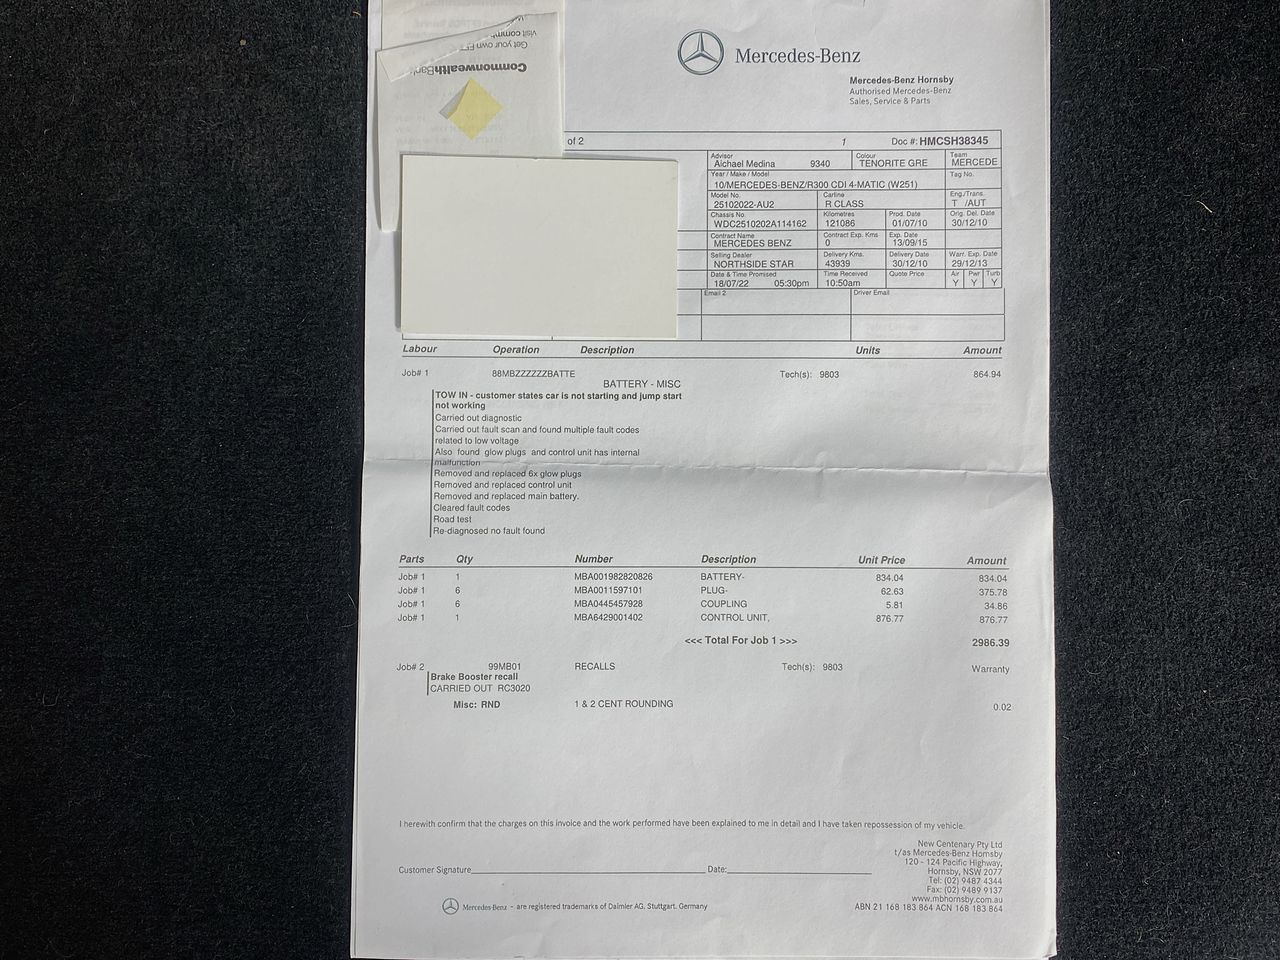 visit comm
Get your own EF
CommonwealthBank
Mercedes-Benz
Mercedes-Benz Hornsby
Authorised Mercedes-Benz
Sales, Service & Parts
of 2 1 Doc #: HMCSH38345
Advisor Colour Team
Alchael Medina 9340 TENORITE GRE MERCEDE
Year / Make / Model Tag No.
10/MERCEDES-BENZ/R300 CDI 4-MATIC (W251)
Model No. Carline Eng./Trans.
25102022-AU2 R CLASS T /AUT
Chassis No. Kilometres Prod. Date Orig. Del. Date
WDC2510202A114162 121086 01/07/10 30/12/10
Contract Name Contract Exp. Kms Exp. Date
MERCEDES BENZ 0 13/09/15
Selling Dealer Delivery Kms. Delivery Date Warr. Exp. Date
NORTHSIDE STAR 43939 30/12/10 29/12/13
Date & Time Promised Time Received Quote Price Air Pwr Turb
18/07/22 05:30pm 10:50am Y Y Y
Email 2 Driver Email
Labour Operation Description Units Amount
Job# 1 88MBZZZZZZBATTE Tech(s): 9803 864.94
BATTERY - MISC
TOW IN - customer states car is not starting and jump start
not working
Carried out diagnostic
Carried out fault scan and found multiple fault codes
related to low voltage
Also found glow plugs and control unit has internal
malfunction
Removed and replaced 6x glow plugs
Removed and replaced control unit
Removed and replaced main battery.
Cleared fault codes
Road test
Re-diagnosed no fault found
Parts Qty Number Description Unit Price Amount
Job# 1 1 MBA001982820826 BATTERY- 834.04 834.04
Job# 1 6 MBA0011597101 PLUG- 62.63 375.78
Job# 1 6 MBA0445457928 COUPLING 5.81 34.86
Job# 1 1 MBA6429001402 CONTROL UNIT, 876.77 876.77
<<< Total For Job 1 >>> 2986.39
Job# 2 99MB01 RECALLS Tech(s): 9803 Warranty
Brake Booster recall
CARRIED OUT RC3020
Misc: RND 1 & 2 CENT ROUNDING 0.02
I herewith confirm that the charges on this invoice and the work performed have been explained to me in detail and I have taken repossession of my vehicle.
New Centenary Pty Ltd
t/as Mercedes-Benz Hornsby
120 - 124 Pacific Highway,
Hornsby, NSW 2077
Tel: (02) 9487 4344
Fax: (02) 9489 9137
www.mbhornsby.com.au
ABN 21 168 183 864 ACN 168 183 864
Customer Signature Date:
Mercedes-Benz - are registered trademarks of Daimler AG, Stuttgart, Germany